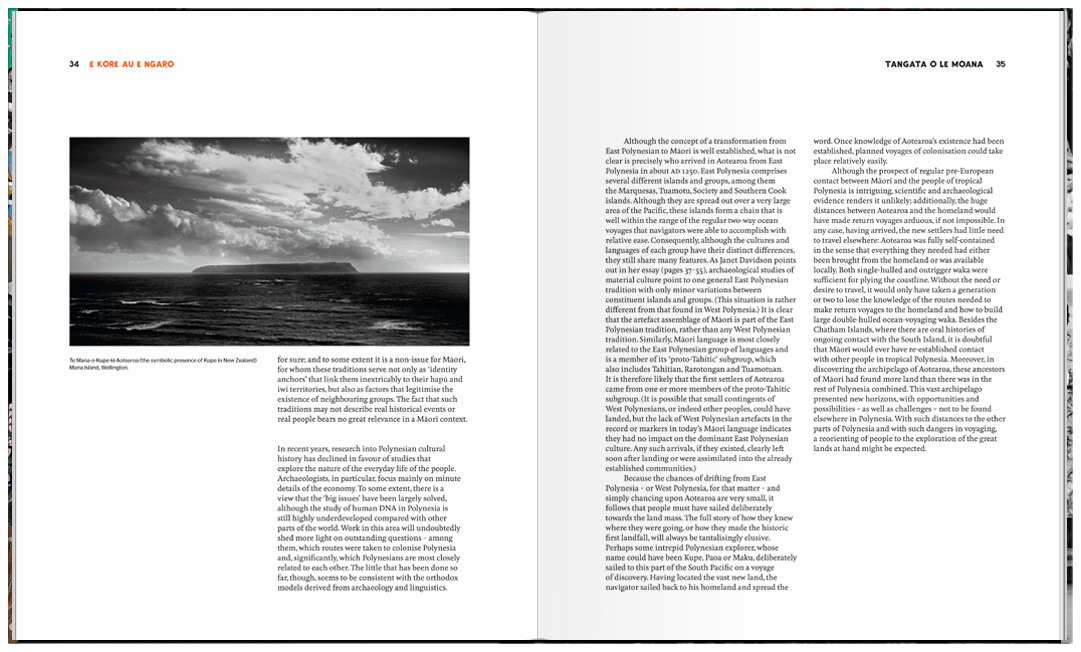 34 E KORE AU E NGARO
Te Mana-o-Kupe-ki-Aotearoa (the symbolic presence of Kupe in New Zealand)
Mana Island, Wellington.
for sure; and to some extent it is a non-issue for Māori,
for whom these traditions serve not only as ‘identity
anchors’ that link them inextricably to their hapū and
iwi territories, but also as factors that legitimise the
existence of neighbouring groups. The fact that such
traditions may not describe real historical events or
real people bears no great relevance in a Māori context.
In recent years, research into Polynesian cultural
history has declined in favour of studies that
explore the nature of the everyday life of the people.
Archaeologists, in particular, focus mainly on minute
details of the economy. To some extent, there is a
view that the ‘big issues’ have been largely solved,
although the study of human DNA in Polynesia is
still highly underdeveloped compared with other
parts of the world. Work in this area will undoubtedly
shed more light on outstanding questions – among
them, which routes were taken to colonise Polynesia
and, significantly, which Polynesians are most closely
related to each other. The little that has been done so
far, though, seems to be consistent with the orthodox
models derived from archaeology and linguistics.
TANGATA O LE MOANA 35
Although the concept of a transformation from
East Polynesian to Māori is well established, what is not
clear is precisely who arrived in Aotearoa from East
Polynesia in about AD 1250. East Polynesia comprises
several different islands and groups, among them
the Marquesas, Tuamotu, Society and Southern Cook
islands. Although they are spread out over a very large
area of the Pacific, these islands form a chain that is
well within the range of the regular two-way ocean
voyages that navigators were able to accomplish with
relative ease. Consequently, although the cultures and
languages of each group have their distinct differences,
they still share many features. As Janet Davidson points
out in her essay (pages 37–55), archaeological studies of
material culture point to one general East Polynesian
tradition with only minor variations between
constituent islands and groups. (This situation is rather
different from that found in West Polynesia.) It is clear
that the artefact assemblage of Māori is part of the East
Polynesian tradition, rather than any West Polynesian
tradition. Similarly, Māori language is most closely
related to the East Polynesian group of languages and
is a member of its ‘proto-Tahitic’ subgroup, which
also includes Tahitian, Rarotongan and Tuamotuan.
It is therefore likely that the first settlers of Aotearoa
came from one or more members of the proto-Tahitic
subgroup. (It is possible that small contingents of
West Polynesians, or indeed other peoples, could have
landed, but the lack of West Polynesian artefacts in the
record or markers in today’s Māori language indicates
they had no impact on the dominant East Polynesian
culture. Any such arrivals, if they existed, clearly left
soon after landing or were assimilated into the already
established communities.)
Because the chances of drifting from East
Polynesia – or West Polynesia, for that matter – and
simply chancing upon Aotearoa are very small, it
follows that people must have sailed deliberately
towards the land mass. The full story of how they knew
where they were going, or how they made the historic
first landfall, will always be tantalisingly elusive.
Perhaps some intrepid Polynesian explorer, whose
name could have been Kupe, Paoa or Maku, deliberately
sailed to this part of the South Pacific on a voyage
of discovery. Having located the vast new land, the
navigator sailed back to his homeland and spread the
word. Once knowledge of Aotearoa’s existence had been
established, planned voyages of colonisation could take
place relatively easily.
Although the prospect of regular pre-European
contact between Māori and the people of tropical
Polynesia is intriguing, scientific and archaeological
evidence renders it unlikely; additionally, the huge
distances between Aotearoa and the homeland would
have made return voyages arduous, if not impossible. In
any case, having arrived, the new settlers had little need
to travel elsewhere: Aotearoa was fully self-contained
in the sense that everything they needed had either
been brought from the homeland or was available
locally. Both single-hulled and outrigger waka were
sufficient for plying the coastline. Without the need or
desire to travel, it would only have taken a generation
or two to lose the knowledge of the routes needed to
make return voyages to the homeland and how to build
large double-hulled ocean-voyaging waka. Besides the
Chatham Islands, where there are oral histories of
ongoing contact with the South Island, it is doubtful
that Māori would ever have re-established contact
with other people in tropical Polynesia. Moreover, in
discovering the archipelago of Aotearoa, these ancestors
of Māori had found more land than there was in the
rest of Polynesia combined. This vast archipelago
presented new horizons, with opportunities and
possibilities – as well as challenges – not to be found
elsewhere in Polynesia. With such distances to the other
parts of Polynesia and with such dangers in voyaging,
a reorienting of people to the exploration of the great
lands at hand might be expected.